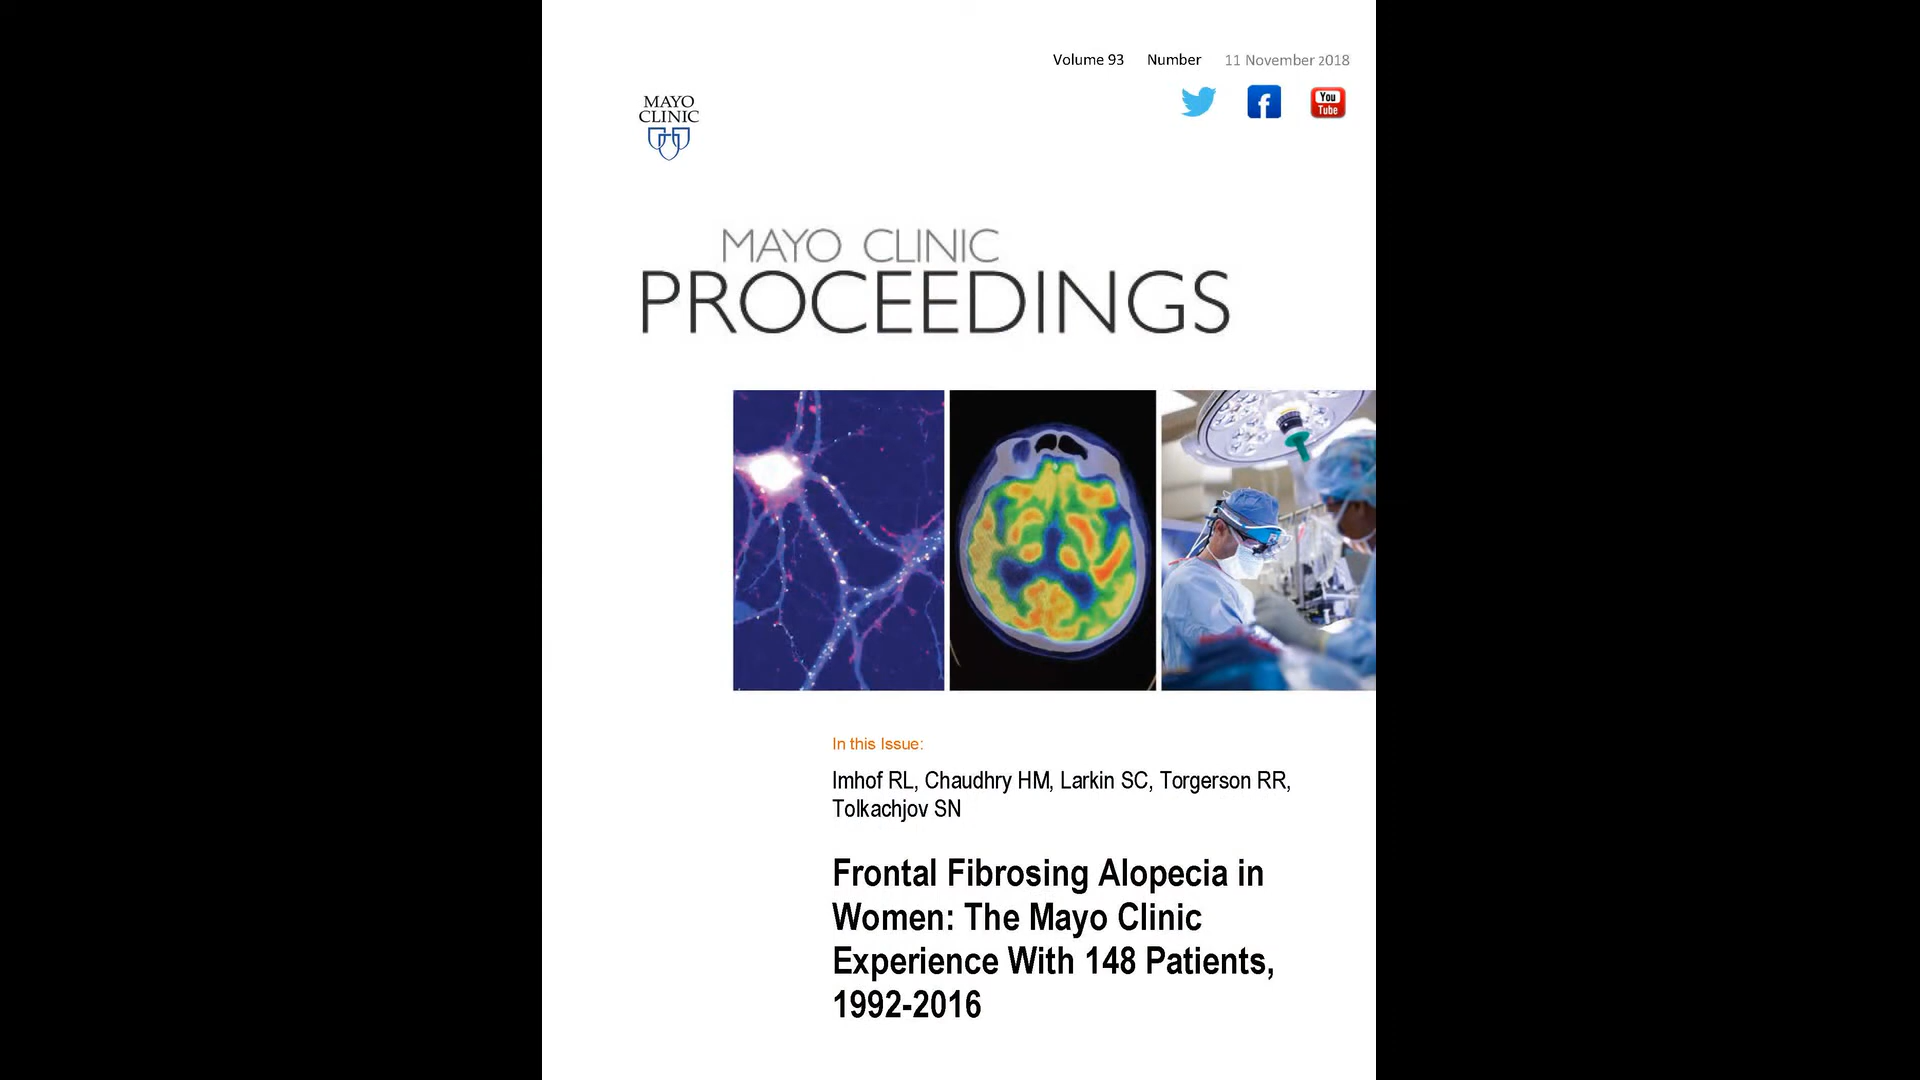 Volume 93 Number 11 November 2018
You
Tube
MAYO
CLINIC
MAYO CLINIC
PROCEEDINGS
In this Issue:
Imhof RL, Chaudhry HM, Larkin SC, Torgerson RR,
Tolkachjov SN
Frontal Fibrosing Alopecia in
Women: The Mayo Clinic
Experience With 148 Patients,
1992-2016